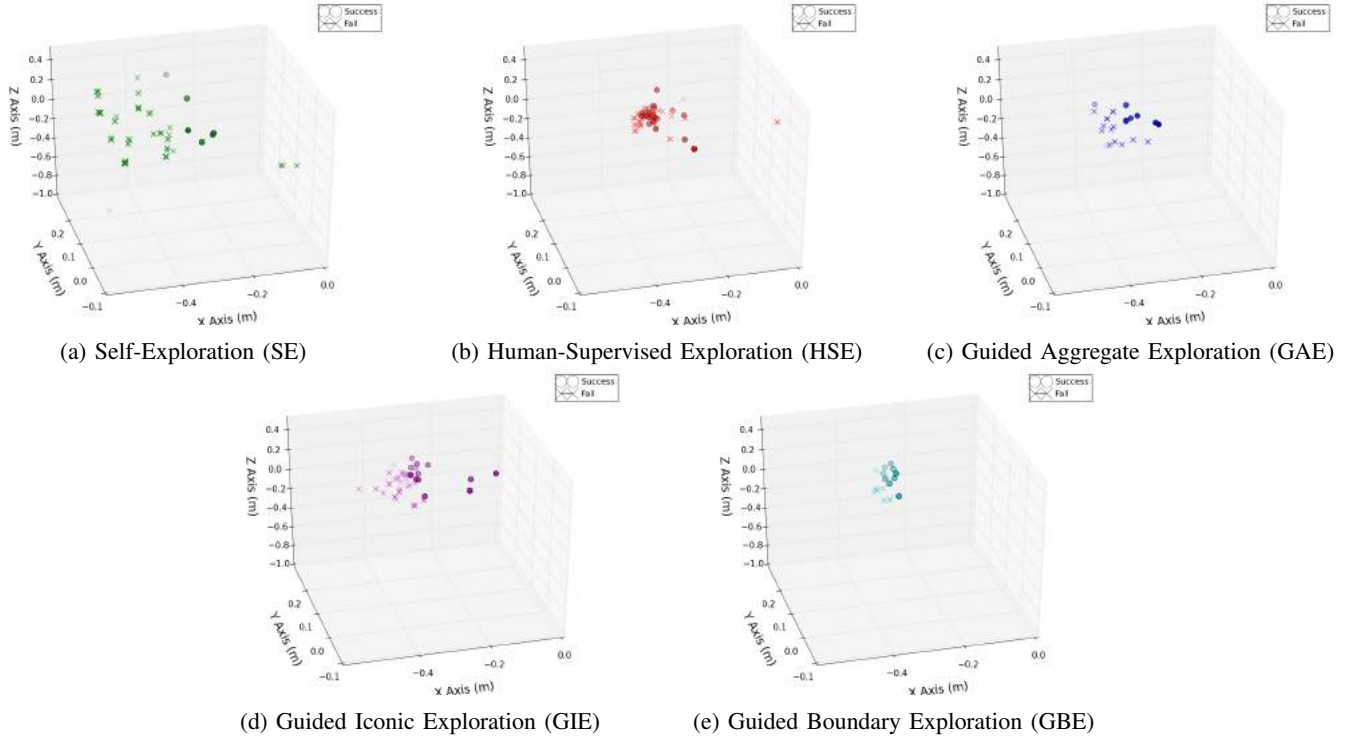 Success
Fail
Z Axis (m)
0.4
0.2
0.0
−0.2
−0.4
−0.6
−0.8
−1.0
Y Axis (m)
0.2
0.1
0.0
−0.1
−0.4
−0.2
0.0
X Axis (m)
(a) Self-Exploration (SE)
Success
Fail
Z Axis (m)
0.4
0.2
0.0
−0.2
−0.4
−0.6
−0.8
−1.0
Y Axis (m)
0.2
0.1
0.0
−0.1
−0.4
−0.2
0.0
X Axis (m)
(b) Human-Supervised Exploration (HSE)
Success
Fail
Z Axis (m)
0.4
0.2
0.0
−0.2
−0.4
−0.6
−0.8
−1.0
Y Axis (m)
0.2
0.1
0.0
−0.1
−0.4
−0.2
0.0
X Axis (m)
(c) Guided Aggregate Exploration (GAE)
Success
Fail
Z Axis (m)
0.4
0.2
0.0
−0.2
−0.4
−0.6
−0.8
−1.0
Y Axis (m)
0.2
0.1
0.0
−0.1
−0.4
−0.2
0.0
X Axis (m)
(d) Guided Iconic Exploration (GIE)
Success
Fail
Z Axis (m)
0.4
0.2
0.0
−0.2
−0.4
−0.6
−0.8
−1.0
Y Axis (m)
0.2
0.1
0.0
−0.1
−0.4
−0.2
0.0
X Axis (m)
(e) Guided Boundary Exploration (GBE)